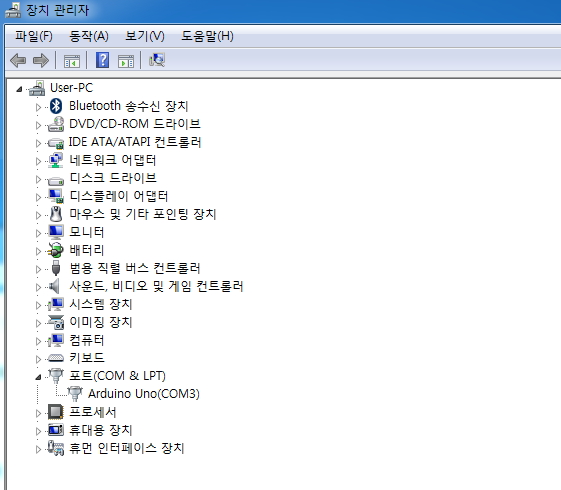 장치 관리자
파일(F) 동작(A) 보기(V) 도움말(H)
User-PC
Bluetooth 송수신 장치
DVD/CD-ROM 드라이브
IDE ATA/ATAPI 컨트롤러
네트워크 어댑터
디스크 드라이브
디스플레이 어댑터
마우스 및 기타 포인팅 장치
모니터
배터리
범용 직렬 버스 컨트롤러
사운드, 비디오 및 게임 컨트롤러
시스템 장치
이미징 장치
컴퓨터
키보드
포트(COM & LPT)
Arduino Uno(COM3)
프로세서
휴대용 장치
휴먼 인터페이스 장치